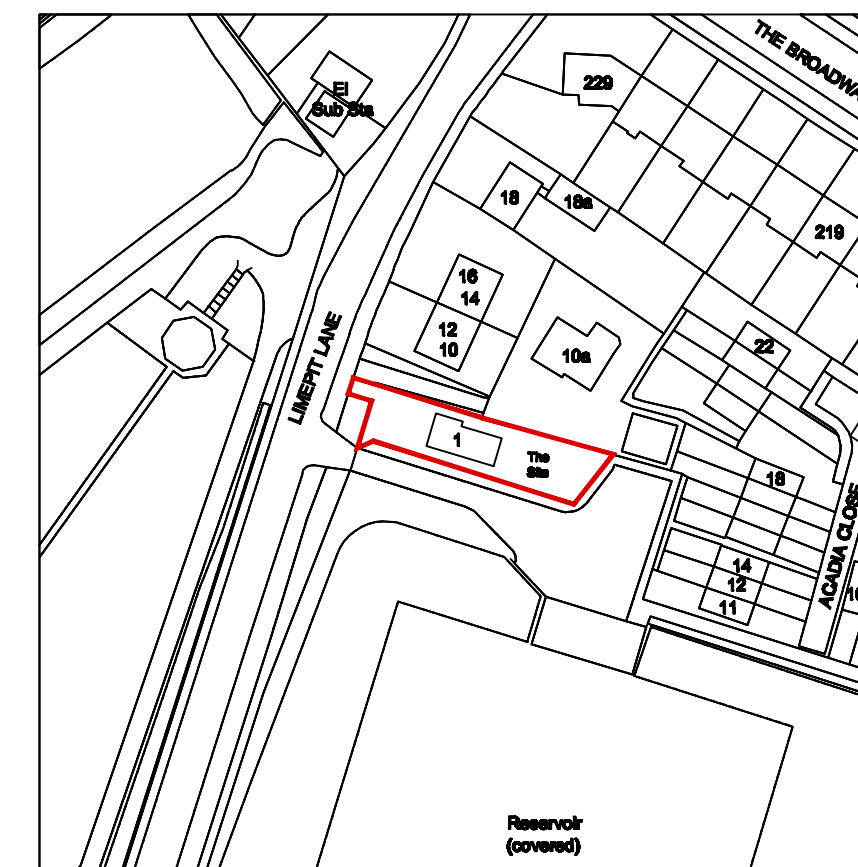 THE BROADWA
229
El
Sub Sta
18
18a
219
16
14
12
10
10a
22
LIMEPIT LANE
1
The
Site
18
ACADIA CLOSE
14
12
11
10
Reservoir
(covered)